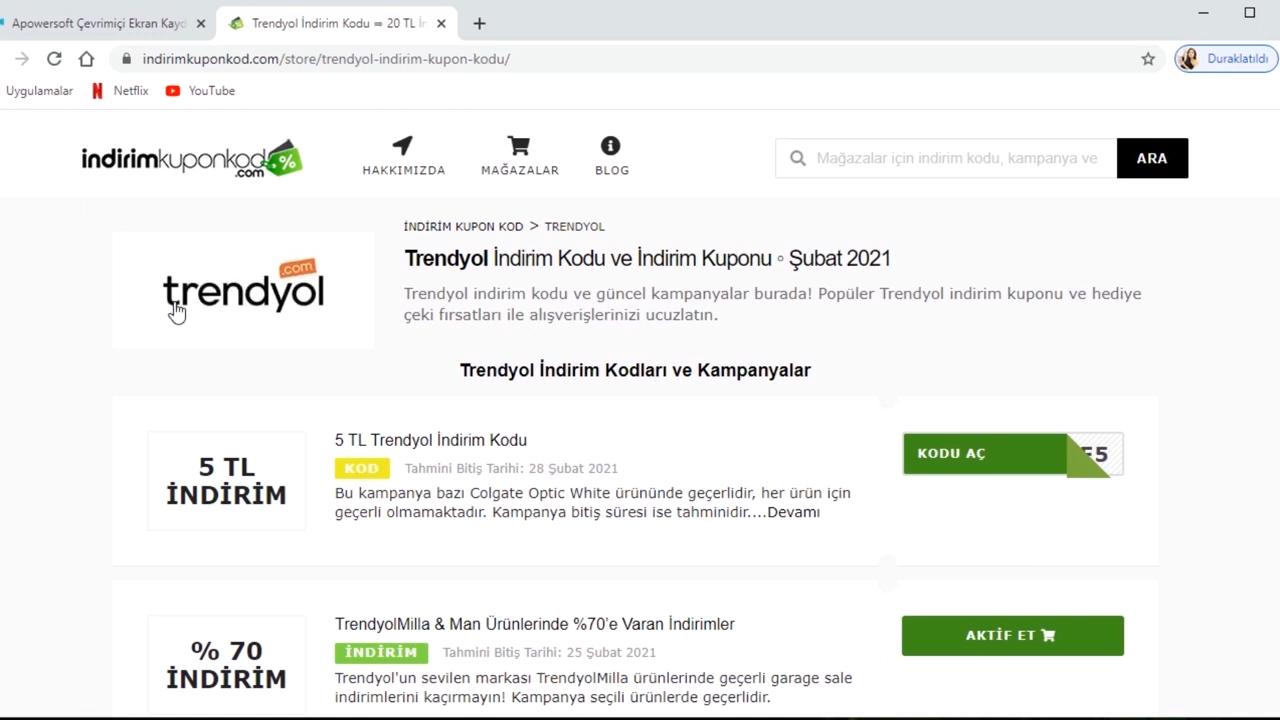 Apowersoft Çevrimiçi Ekran Kayd
Trendyol İndirim Kodu ⇒ 20 TL İn
indirimkuponkod.com/store/trendyol-indirim-kupon-kodu/
Duraklatıldı
Uygulamalar
Netflix
YouTube
indirimkuponkod
.com
%
HAKKIMIZDA
MAĞAZALAR
BLOG
Mağazalar için indirim kodu, kampanya ve
ARA
İNDİRİM KUPON KOD > TRENDYOL
trendyol
.com
Trendyol İndirim Kodu ve İndirim Kuponu ◦ Şubat 2021
Trendyol indirim kodu ve güncel kampanyalar burada! Popüler Trendyol indirim kuponu ve hediye
çeki fırsatları ile alışverişlerinizi ucuzlatın.
Trendyol İndirim Kodları ve Kampanyalar
5 TL
İNDİRİM
5 TL Trendyol İndirim Kodu
KOD Tahmini Bitiş Tarihi: 28 Şubat 2021
Bu kampanya bazı Colgate Optic White ürününde geçerlidir, her ürün için
geçerli olmamaktadır. Kampanya bitiş süresi ise tahminidir....Devamı
KODU AÇ
% 70
İNDİRİM
TrendyolMilla & Man Ürünlerinde %70’e Varan İndirimler
İNDİRİM Tahmini Bitiş Tarihi: 25 Şubat 2021
Trendyol'un sevilen markası TrendyolMilla ürünlerinde geçerli garage sale
indirimlerini kaçırmayın! Kampanya seçili ürünlerde geçerlidir.
AKTİF ET